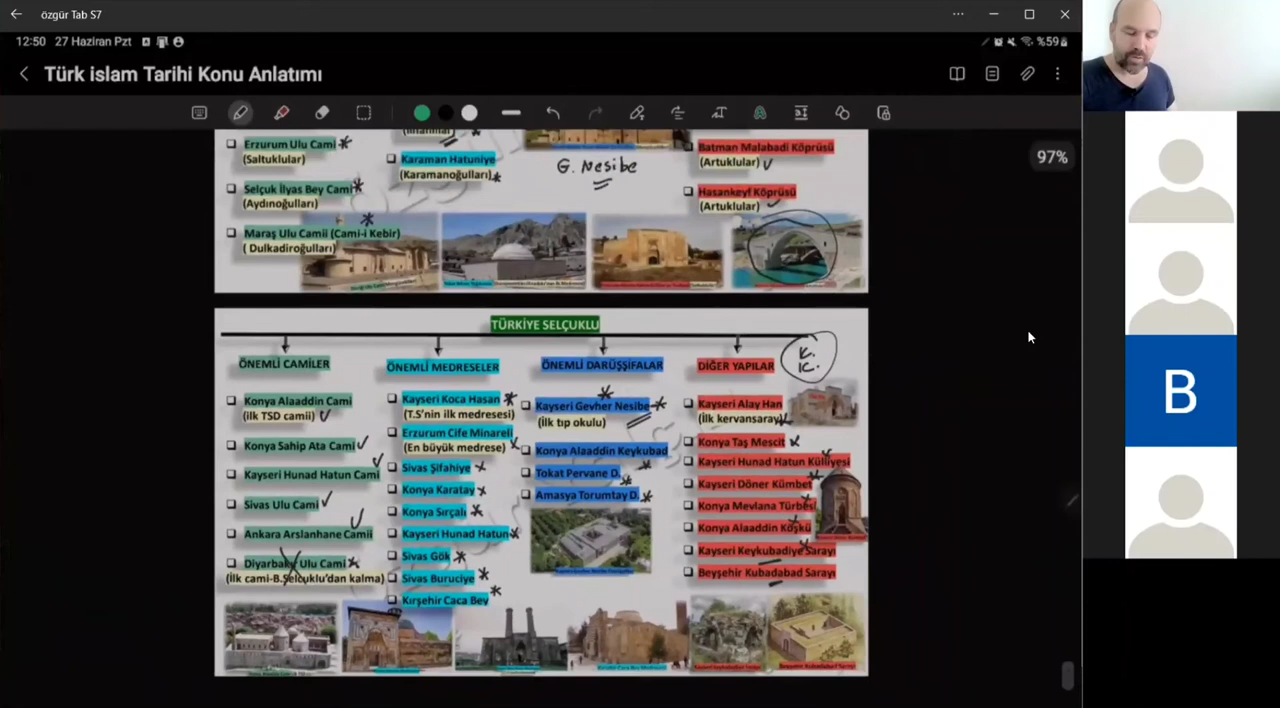 özgür Tab S7
12:50 27 Haziran Pzt
%59
Türk islam Tarihi Konu Anlatımı
97%
Erzurum Ulu Cami
(Saltuklular)
Selçuk İlyas Bey Cami
(Aydınoğulları)
Maraş Ulu Camii (Cami-i Kebir)
( Dulkadiroğulları)
Karaman Hatuniye
(Karamanoğulları)
G. Nesibe
Batman Malabadi Köprüsü
(Artuklular)
Hasankeyf Köprüsü
(Artuklular)
TÜRKİYE SELÇUKLU
ÖNEMLİ CAMİLER
Konya Alaaddin Cami
(ilk TSD camii)
Konya Sahip Ata Cami
Kayseri Hunad Hatun Cami
Sivas Ulu Cami
Ankara Arslanhane Camii
Diyarbakır Ulu Cami
(İlk cami-B.Selçuklu'dan kalma)
ÖNEMLİ MEDRESELER
Kayseri Koca Hasan
(T.S'nin ilk medresesi)
Erzurum Cife Minareli
(En büyük medrese)
Sivas Şifahiye
Konya Karatay
Konya Sırçalı
Kayseri Hunad Hatun
Sivas Gök
Sivas Buruciye
Kırşehir Caca Bey
ÖNEMLİ DARÜŞŞİFALAR
Kayseri Gevher Nesibe
(İlk tıp okulu)
Konya Alaaddin Keykubad
Tokat Pervane D.
Amasya Torumtay D.
DİĞER YAPILAR
K.
K.
Kayseri Alay Han
(İlk kervansaray)
Konya Taş Mescit
Kayseri Hunad Hatun Külliyesi
Kayseri Döner Kümbet
Konya Mevlana Türbesi
Konya Alaaddin Köşkü
Kayseri Keykubadiye Sarayı
Beyşehir Kubadabad Sarayı
Beyşehir Kubadabad Sarayı
B